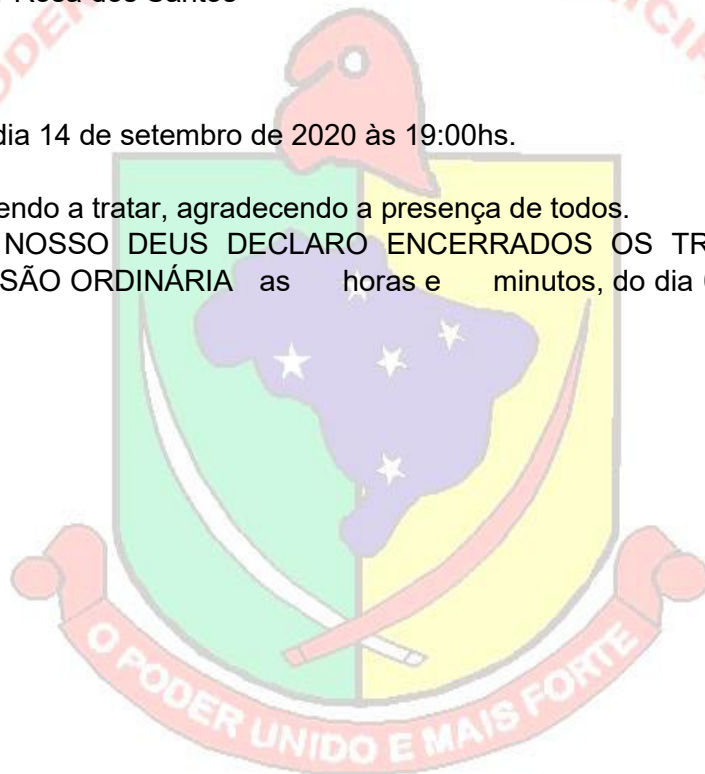 Rosa dos Santos
dia 14 de setembro de 2020 às 19:00hs.
endo a tratar, agradecendo a presença de todos.
NOSSO DEUS DECLARO ENCERRADOS OS TR
SÃO ORDINÁRIA as horas e minutos, do dia
O PODER UNIDO E MAIS FORTE